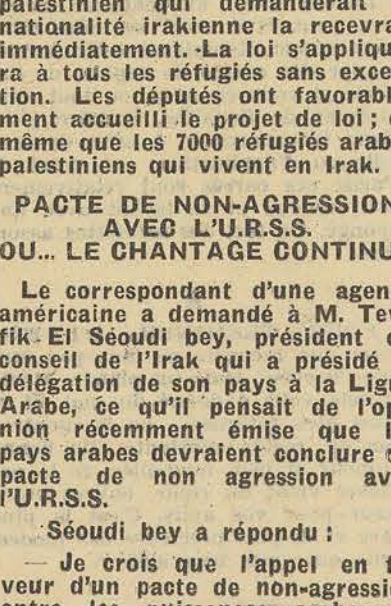 palestinien qui demanderait
nationalité irakienne la recevra
immédiatement. La loi s'appliqu
ra à tous les réfugiés sans exce
tion. Les députés ont favorabl
ment accueilli le projet de loi ;
même que les 7000 réfugiés arab
palestiniens qui vivent en Irak.
PACTE DE NON-AGRESSION
AVEC L'U.R.S.S.
OU... LE CHANTAGE CONTINU
Le correspondant d'une agen
américaine a demandé à M. Tev
fik El Séoudi bey, président
conseil de l'Irak qui a présidé
délégation de son pays à la Lig
Arabe, ce qu'il pensait de l'o
nion récemment émise que
pays arabes devraient conclure
pacte de non agression av
l'U.R.S.S.
Séoudi bey a répondu :
— Je crois que l'appel en f
veur d'un pacte de non-agressi
entre les